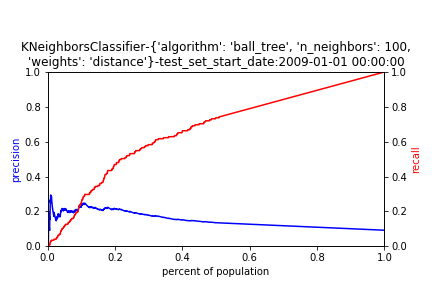 KNeighborsClassifier-{'algorithm': 'ball_tree', 'n_neighbors': 100,
'weights': 'distance'}-test_set_start_date:2009-01-01 00:00:00
1.0
0.8
0.6
0.4
0.2
0.0
precision
1.0
0.8
0.6
0.4
0.2
0.0
recall
0.0 0.2 0.4 0.6 0.8 1.0
percent of population